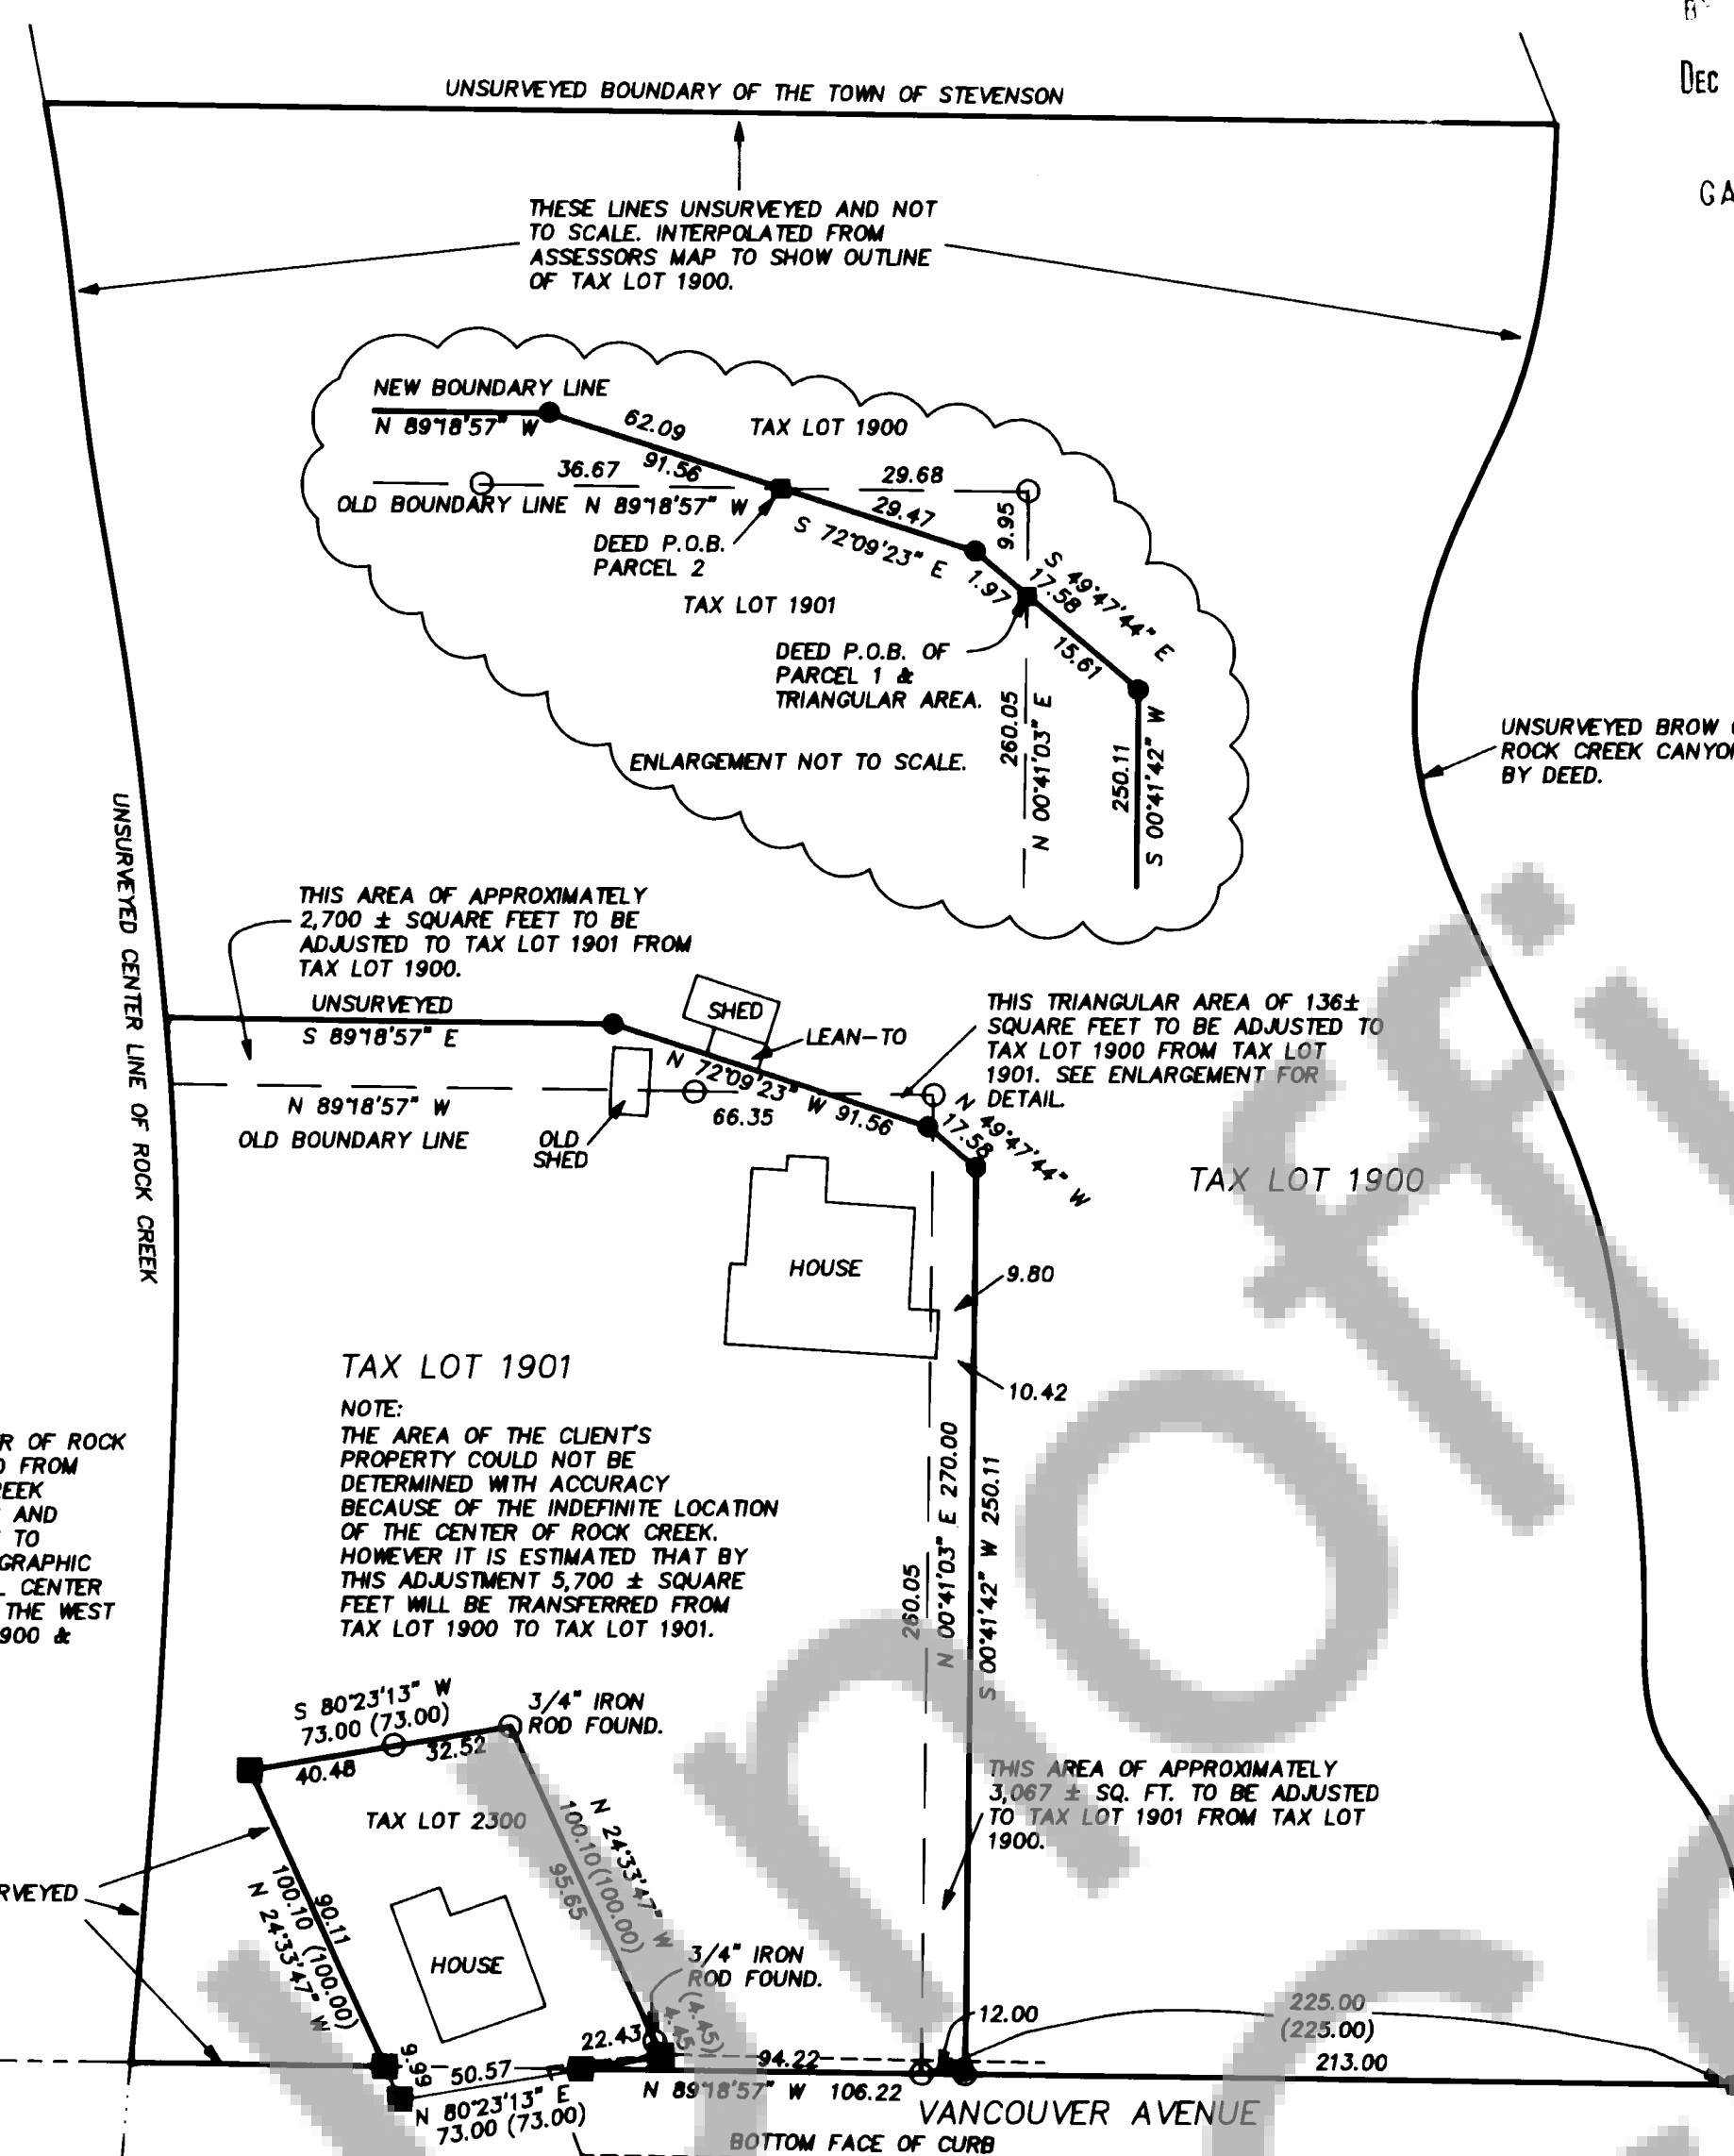 DEC
GA
UNSURVEYED BOUNDARY OF THE TOWN OF STEVENSON
THESE LINES UNSURVEYED AND NOT
TO SCALE. INTERPOLATED FROM
ASSESSORS MAP TO SHOW OUTLINE
OF TAX LOT 1900.
NEW BOUNDARY LINE
N 89°18'57" W
62.09
91.56
TAX LOT 1900
36.67
29.68
OLD BOUNDARY LINE N 89°18'57" W
29.47
9.95
DEED P.O.B.
PARCEL 2
S 72°09'23" E
S 49°47'44" E
17.58
1.97
TAX LOT 1901
15.61
DEED P.O.B. OF
PARCEL 1 &
TRIANGULAR AREA.
260.05
N 00°41'03" E
250.11
S 00°41'42" W
ENLARGEMENT NOT TO SCALE.
UNSURVEYED BROW
ROCK CREEK CANYO
BY DEED.
UNSURVEYED CENTER LINE OF ROCK CREEK
THIS AREA OF APPROXIMATELY
2,700 ± SQUARE FEET TO BE
ADJUSTED TO TAX LOT 1901 FROM
TAX LOT 1900.
UNSURVEYED
S 89°18'57" E
SHED
LEAN-TO
THIS TRIANGULAR AREA OF 136±
SQUARE FEET TO BE ADJUSTED TO
TAX LOT 1900 FROM TAX LOT
1901. SEE ENLARGEMENT FOR
DETAIL.
N 72°09'23" W 91.56
N 89°18'57" W
66.35
OLD BOUNDARY LINE
OLD
SHED
N 49°47'44" W
17.58
TAX LOT 1900
HOUSE
9.80
10.42
TAX LOT 1901
NOTE:
THE AREA OF THE CLIENT'S
PROPERTY COULD NOT BE
DETERMINED WITH ACCURACY
BECAUSE OF THE INDEFINITE LOCATION
OF THE CENTER OF ROCK CREEK.
HOWEVER IT IS ESTIMATED THAT BY
THIS ADJUSTMENT 5,700 ± SQUARE
FEET WILL BE TRANSFERRED FROM
TAX LOT 1900 TO TAX LOT 1901.
R OF ROCK
FROM
EEK
AND
TO
GRAPHIC
CENTER
THE WEST
900 &
260.05
N 00°41'03" E 270.00
S 00°41'42" W 250.11
S 80°23'13" W
73.00 (73.00)
3/4" IRON
ROD FOUND.
40.48
32.52
TAX LOT 2300
N 24°33'47" W
100.10 (100.00)
95.65
THIS AREA OF APPROXIMATELY
3,067 ± SQ. FT. TO BE ADJUSTED
TO TAX LOT 1901 FROM TAX LOT
1900.
RVEYED
90.11
100.10 (100.00)
N 24°33'47" W
HOUSE
3/4" IRON
ROD FOUND.
4.45
(4.45)
12.00
225.00
(225.00)
22.43
9.99
50.57
94.22
213.00
N 80°23'13" E
73.00 (73.00)
N 89°18'57" W 106.22
VANCOUVER AVENUE
BOTTOM FACE OF CURB